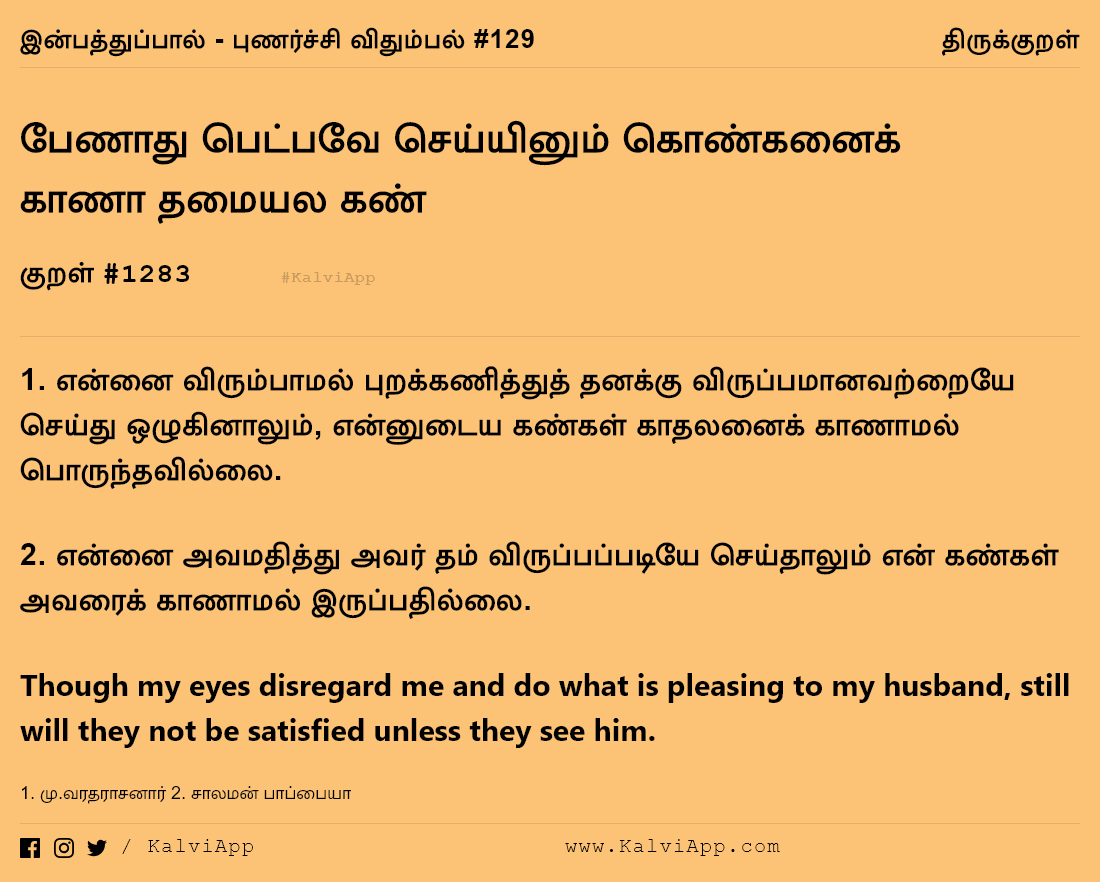 இன்பத்துப்பால் - புணர்ச்சி விதும்பல் #129 திருக்குறள்
பேணாது பெட்பவே செய்யினும் கொண்கனைக்
காணா தமையல கண்
குறள் #1283 #KalviApp
1. என்னை விரும்பாமல் புறக்கணித்துத் தனக்கு விருப்பமானவற்றையே
செய்து ஒழுகினாலும், என்னுடைய கண்கள் காதலனைக் காணாமல்
பொருந்தவில்லை.
2. என்னை அவமதித்து அவர் தம் விருப்பப்படியே செய்தாலும் என் கண்கள்
அவரைக் காணாமல் இருப்பதில்லை.
Though my eyes disregard me and do what is pleasing to my husband, still
will they not be satisfied unless they see him.
1. மு.வரதராசனார் 2. சாலமன் பாப்பையா
/ KalviApp www.KalviApp.com